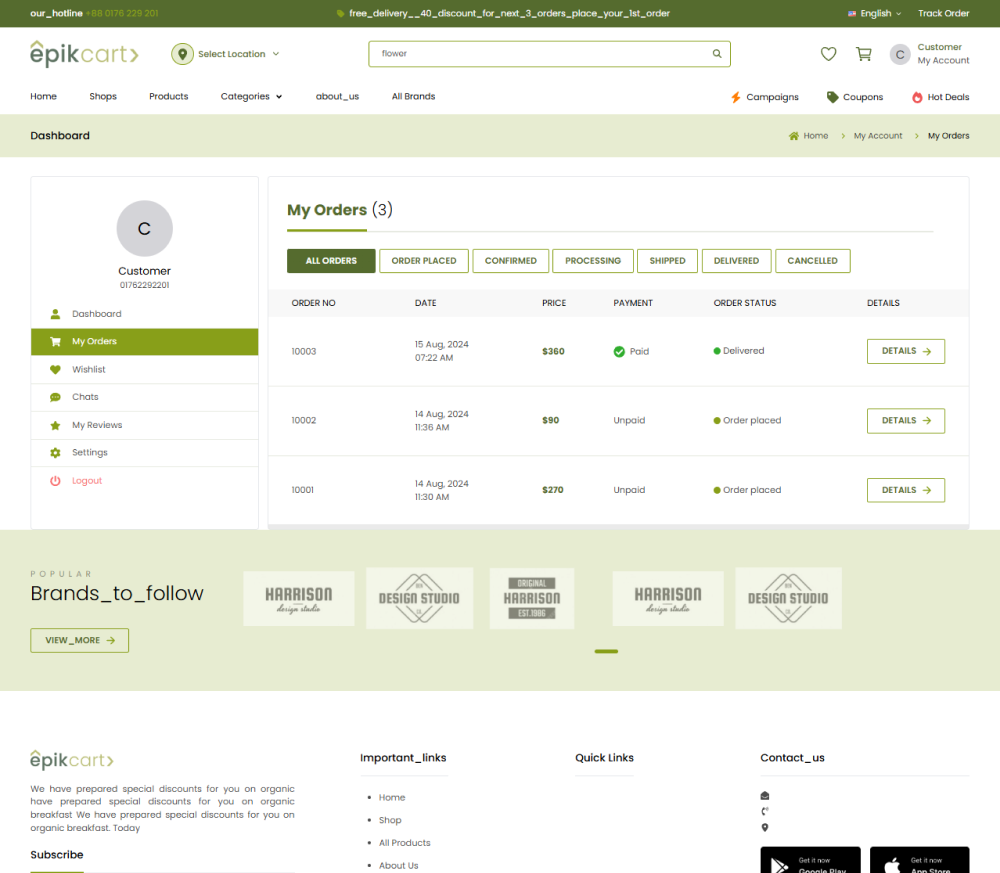 our_hotline +88 0176 229 201
free_delivery__40_discount_for_next_3_orders_place_your_1st_order
English
Track Order
êpikcart
Select Location
flower
C
Customer
My Account
Home
Shops
Products
Categories
about_us
All Brands
Campaigns
Coupons
Hot Deals
Dashboard
Home > My Account > My Orders
C
Customer
01762292201
Dashboard
My Orders
Wishlist
Chats
My Reviews
Settings
Logout
My Orders (3)
ALL ORDERS
ORDER PLACED
CONFIRMED
PROCESSING
SHIPPED
DELIVERED
CANCELLED
ORDER NO DATE PRICE PAYMENT ORDER STATUS DETAILS
10003 15 Aug, 2024 07:22 AM $360 Paid Delivered DETAILS
10002 14 Aug, 2024 11:36 AM $90 Unpaid Order placed DETAILS
10001 14 Aug, 2024 11:30 AM $270 Unpaid Order placed DETAILS
POPULAR
Brands_to_follow
VIEW_MORE
HARRISON
design studio
DESIGN STUDIO
ORIGINAL
HARRISON
EST.1986
HARRISON
design studio
DESIGN STUDIO
êpikcart
We have prepared special discounts for you on organic
have prepared special discounts for you on organic
breakfast We have prepared special discounts for you on
organic breakfast. Today
Subscribe
Important_links
Home
Shop
All Products
About Us
Quick Links
Contact_us
Get it now
Google Play
Get it now
App Store